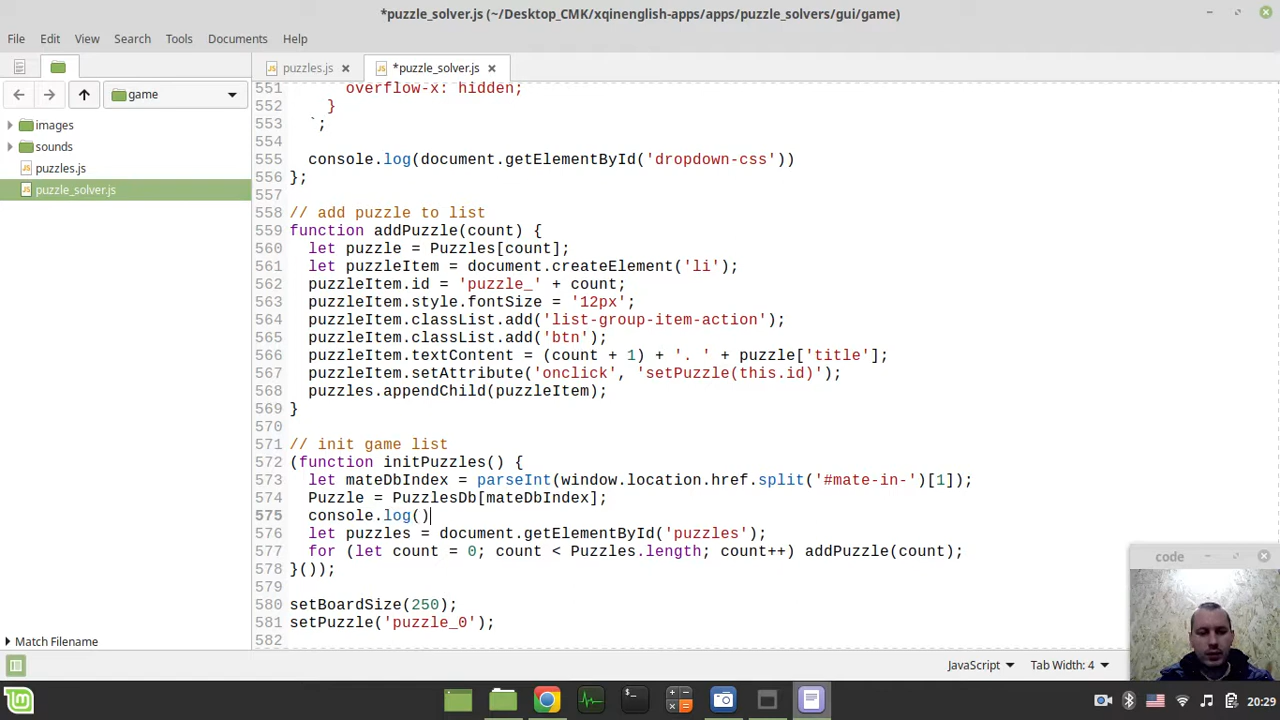 *puzzle_solver.js (~/Desktop_CMK/xqinenglish-apps/apps/puzzle_solvers/gui/game)
File Edit View Search Tools Documents Help
puzzles.js *puzzle_solver.js
game
images
sounds
puzzles.js
puzzle_solver.js
551 overflow-x: hidden;
552 }
553 `;
554
555 console.log(document.getElementById('dropdown-css'))
556 };
557
558 // add puzzle to list
559 function addPuzzle(count) {
560 let puzzle = Puzzles[count];
561 let puzzleItem = document.createElement('li');
562 puzzleItem.id = 'puzzle_' + count;
563 puzzleItem.style.fontSize = '12px';
564 puzzleItem.classList.add('list-group-item-action');
565 puzzleItem.classList.add('btn');
566 puzzleItem.textContent = (count + 1) + '. ' + puzzle['title'];
567 puzzleItem.setAttribute('onclick', 'setPuzzle(this.id)');
568 puzzles.appendChild(puzzleItem);
569 }
570
571 // init game list
572 (function initPuzzles() {
573 let mateDbIndex = parseInt(window.location.href.split('#mate-in-')[1]);
574 Puzzle = PuzzlesDb[mateDbIndex];
575 console.log()
576 let puzzles = document.getElementById('puzzles');
577 for (let count = 0; count < Puzzles.length; count++) addPuzzle(count);
578 }());
579
580 setBoardSize(250);
581 setPuzzle('puzzle_0');
582
code
Match Filename
JavaScript Tab Width: 4
20:29